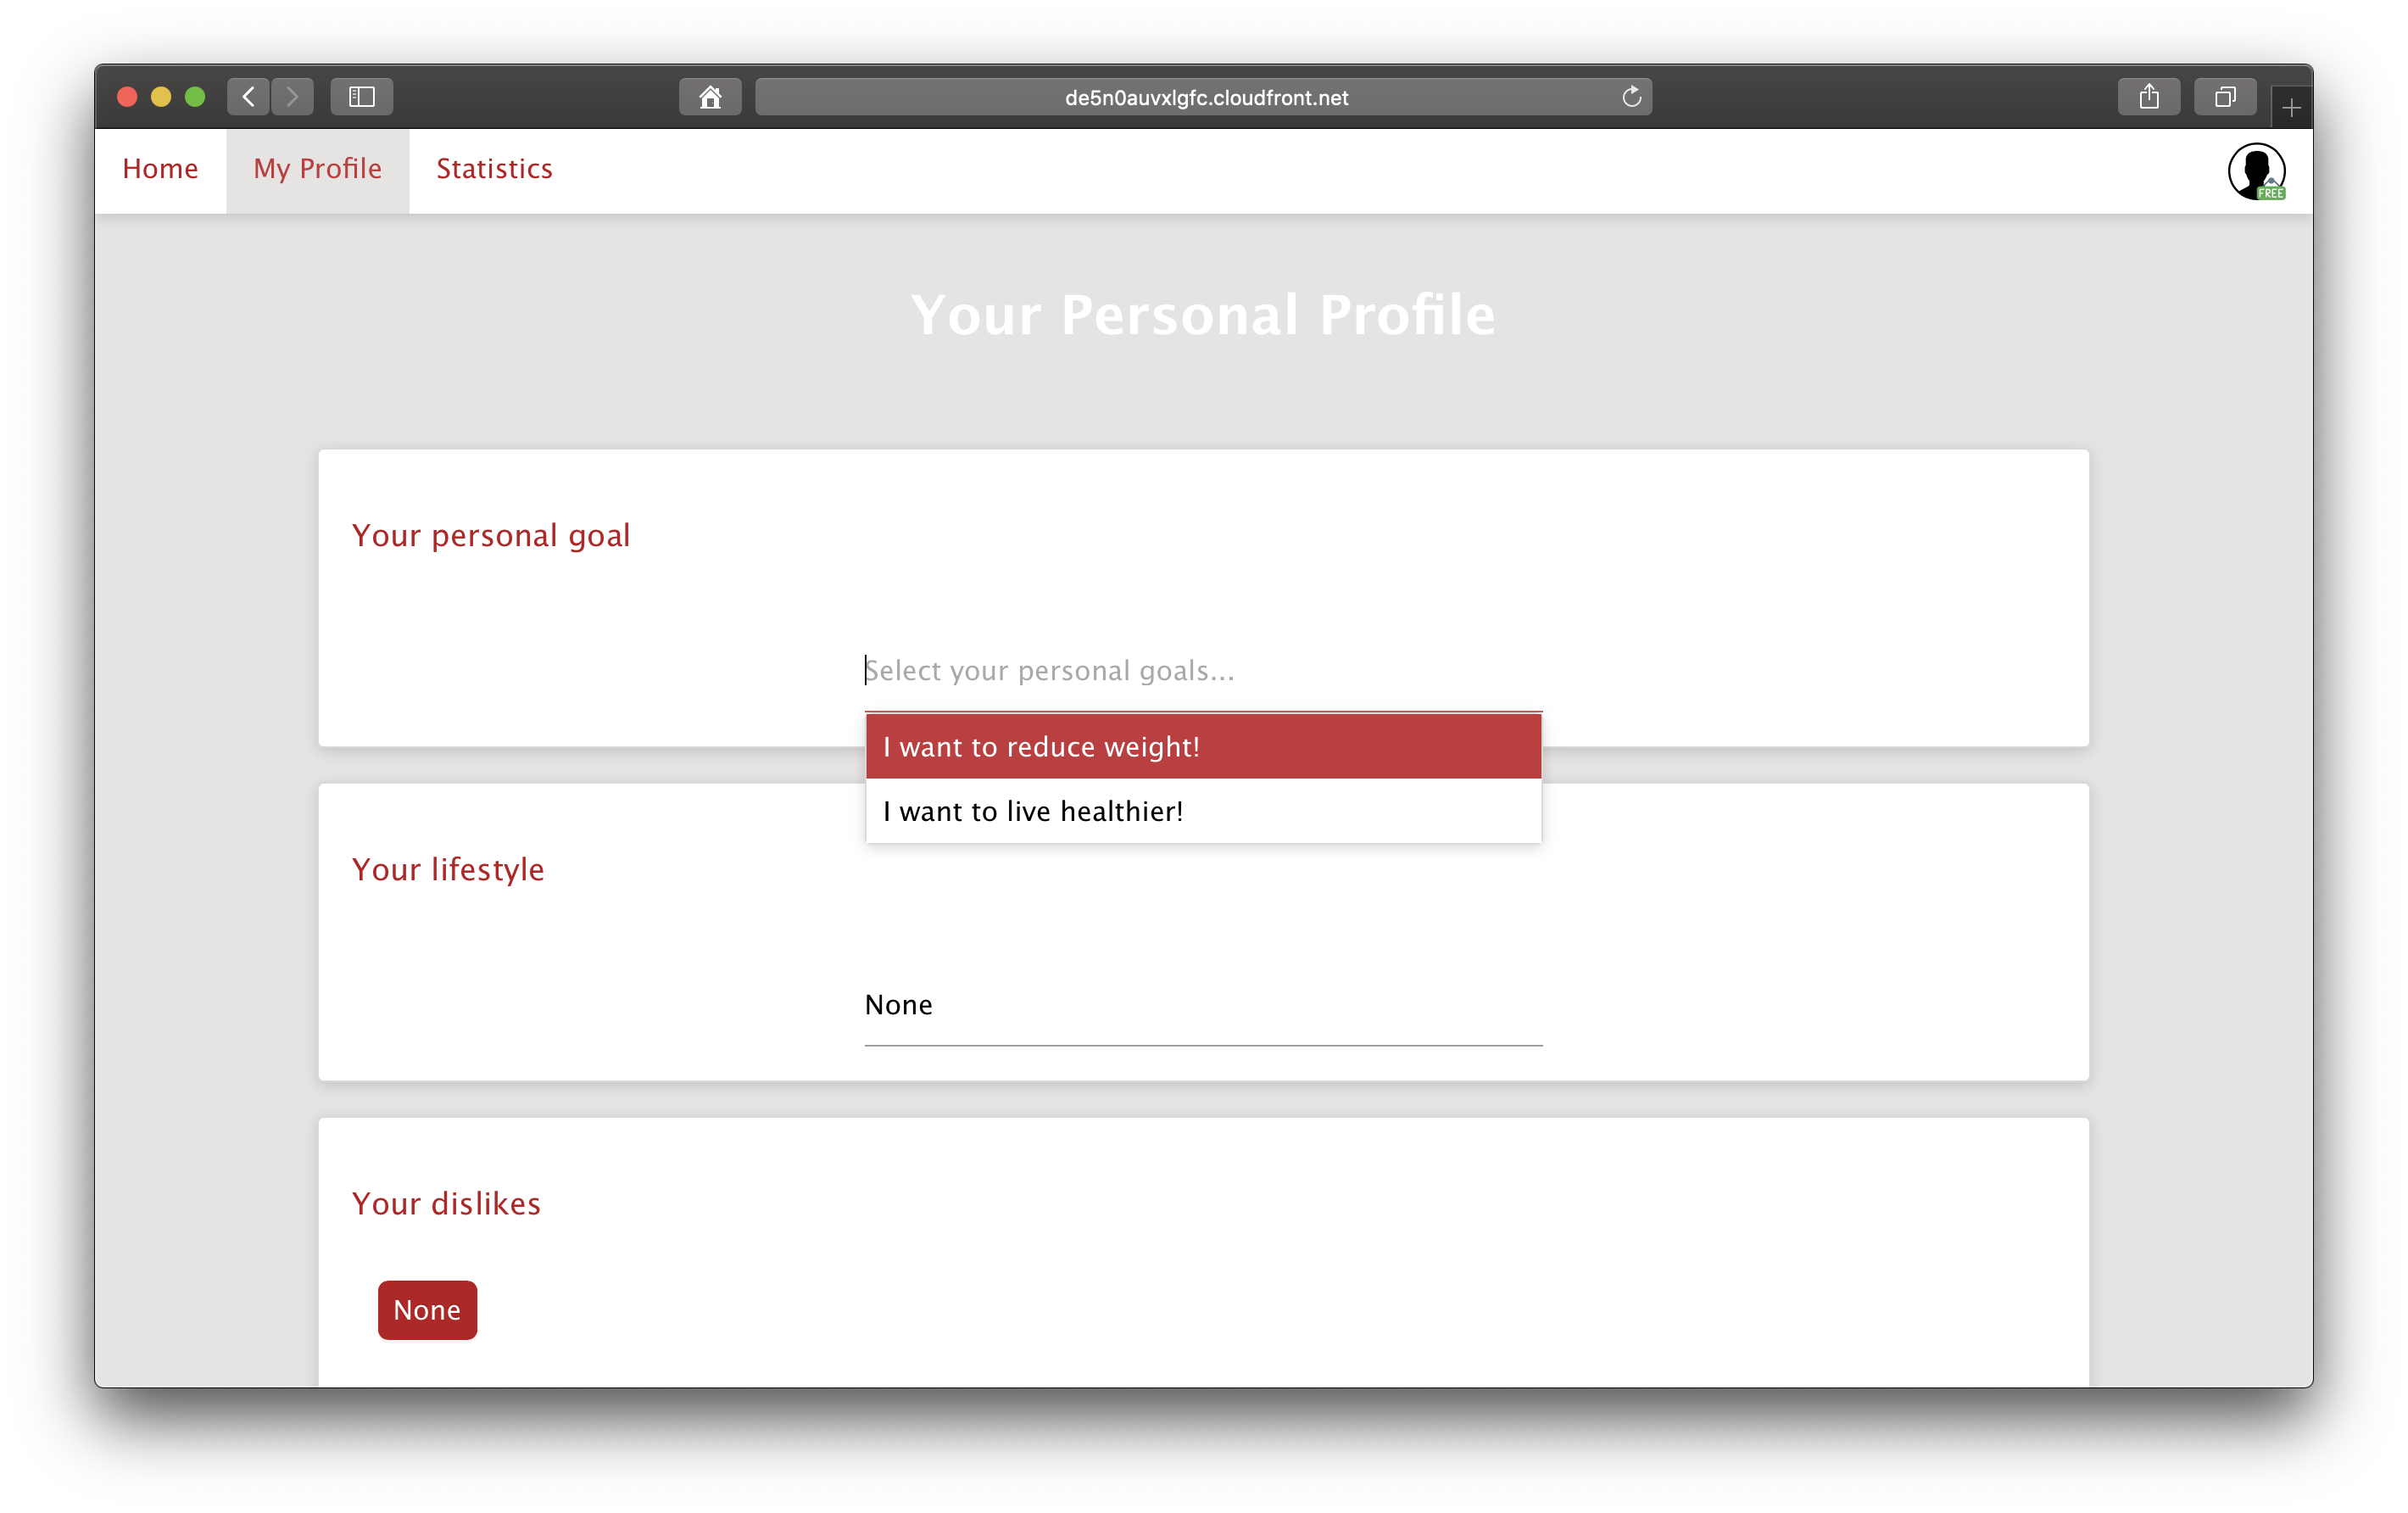 de5n0auvxlgfc.cloudfront.net
Home My Profile Statistics
FREE
Your Personal Profile
Your personal goal
Select your personal goals...
I want to reduce weight!
I want to live healthier!
Your lifestyle
None
Your dislikes
None